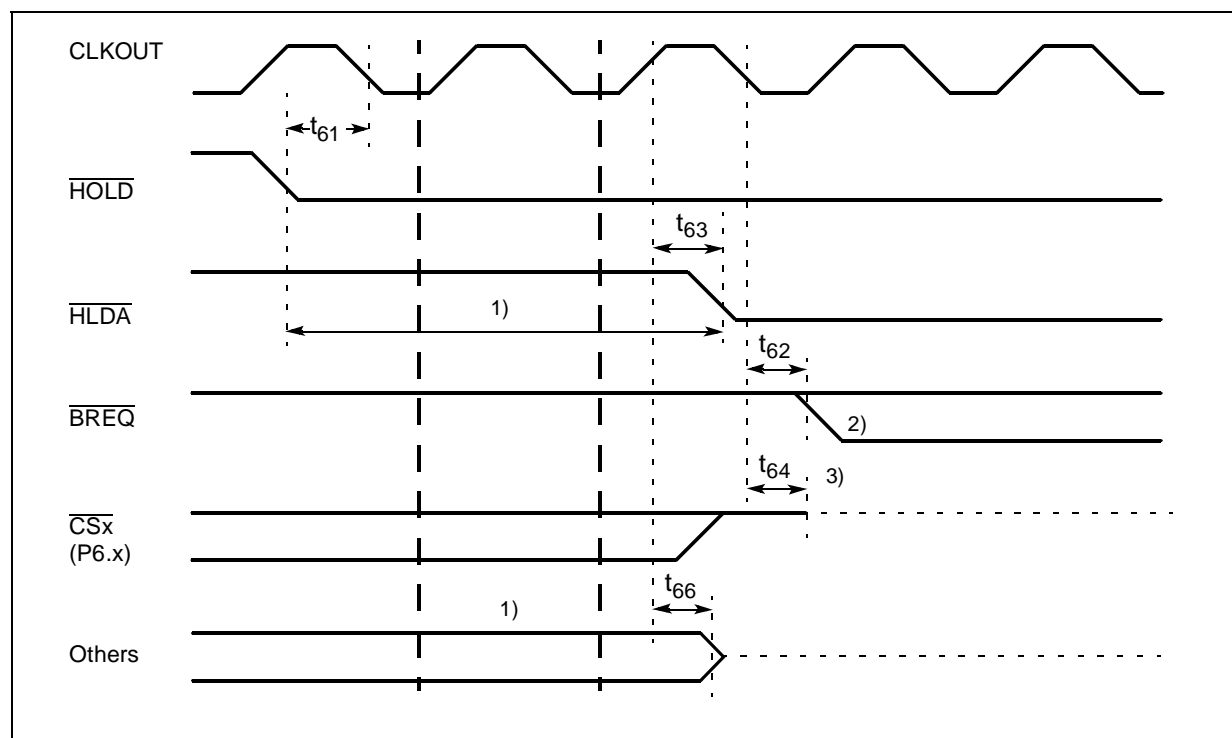 CLKOUT
t61
HOLD
t63
HLDA
1)
t62
BREQ
2)
t64
3)
CSx
(P6.x)
t66
1)
Others